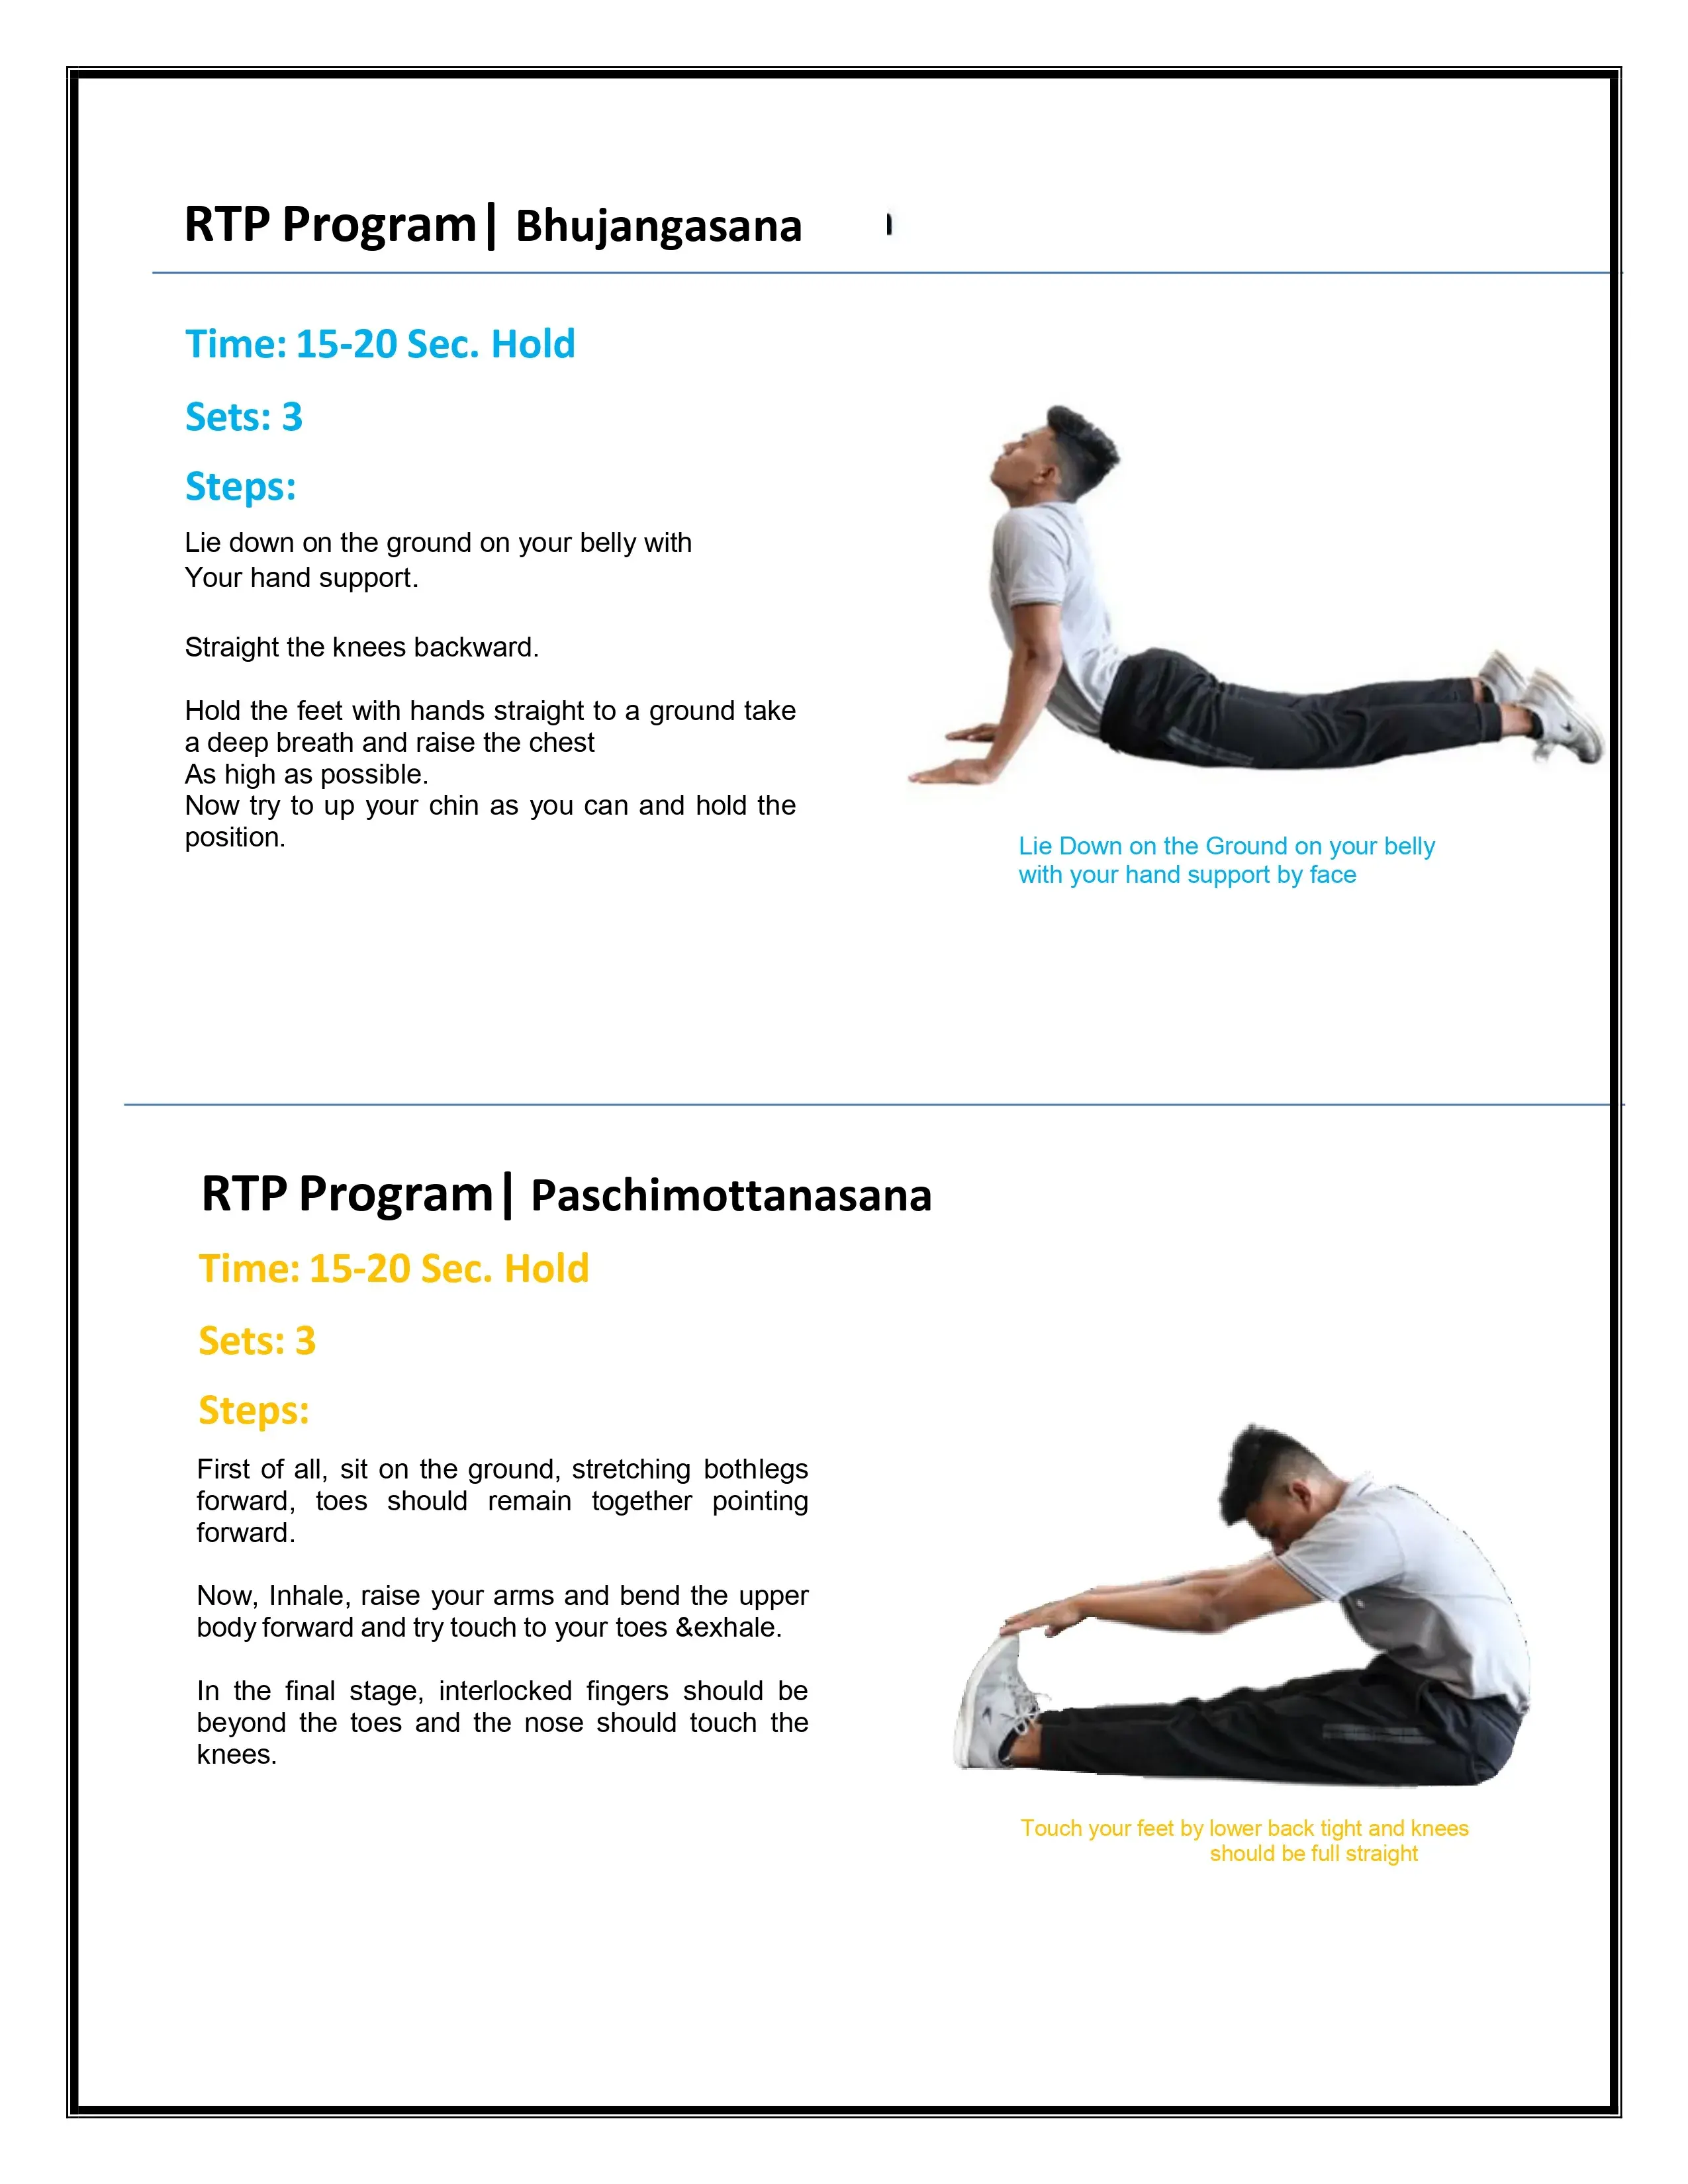 RTP Program| Bhujangasana
Time: 15-20 Sec. Hold
Sets: 3
Steps:
Lie down on the ground on your belly with
Your hand support.
Straight the knees backward.
Hold the feet with hands straight to a ground take
a deep breath and raise the chest
As high as possible.
Now try to up your chin as you can and hold the
position.
Lie Down on the Ground on your belly
with your hand support by face
RTP Program| Paschimottanasana
Time: 15-20 Sec. Hold
Sets: 3
Steps:
First of all, sit on the ground, stretching bothlegs
forward, toes should remain together pointing
forward.
Now, Inhale, raise your arms and bend the upper
body forward and try touch to your toes &exhale.
In the final stage, interlocked fingers should be
beyond the toes and the nose should touch the
knees.
Touch your feet by lower back tight and knees
should be full straight